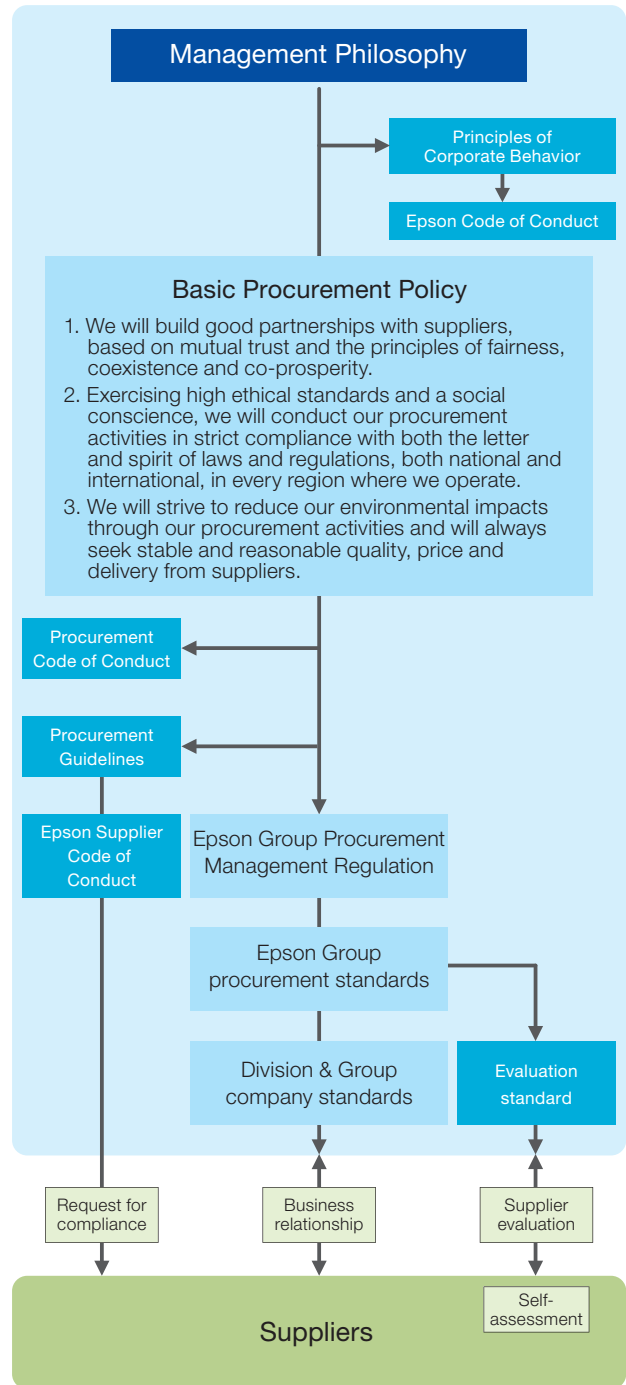 Management Philosophy
Principles of
Corporate Behavior
Epson Code of Conduct
Basic Procurement Policy
1. We will build good partnerships with suppliers,
based on mutual trust and the principles of fairness,
coexistence and co-prosperity.
2. Exercising high ethical standards and a social
conscience, we will conduct our procurement
activities in strict compliance with both the letter
and spirit of laws and regulations, both national and
international, in every region where we operate.
3. We will strive to reduce our environmental impacts
through our procurement activities and will always
seek stable and reasonable quality, price and
delivery from suppliers.
Procurement
Code of Conduct
Procurement
Guidelines
Epson Supplier
Code of
Conduct
Epson Group Procurement
Management Regulation
Epson Group
procurement standards
Division & Group
company standards
Evaluation
standard
Request for
compliance
Business
relationship
Supplier
evaluation
Self-
assessment
Suppliers